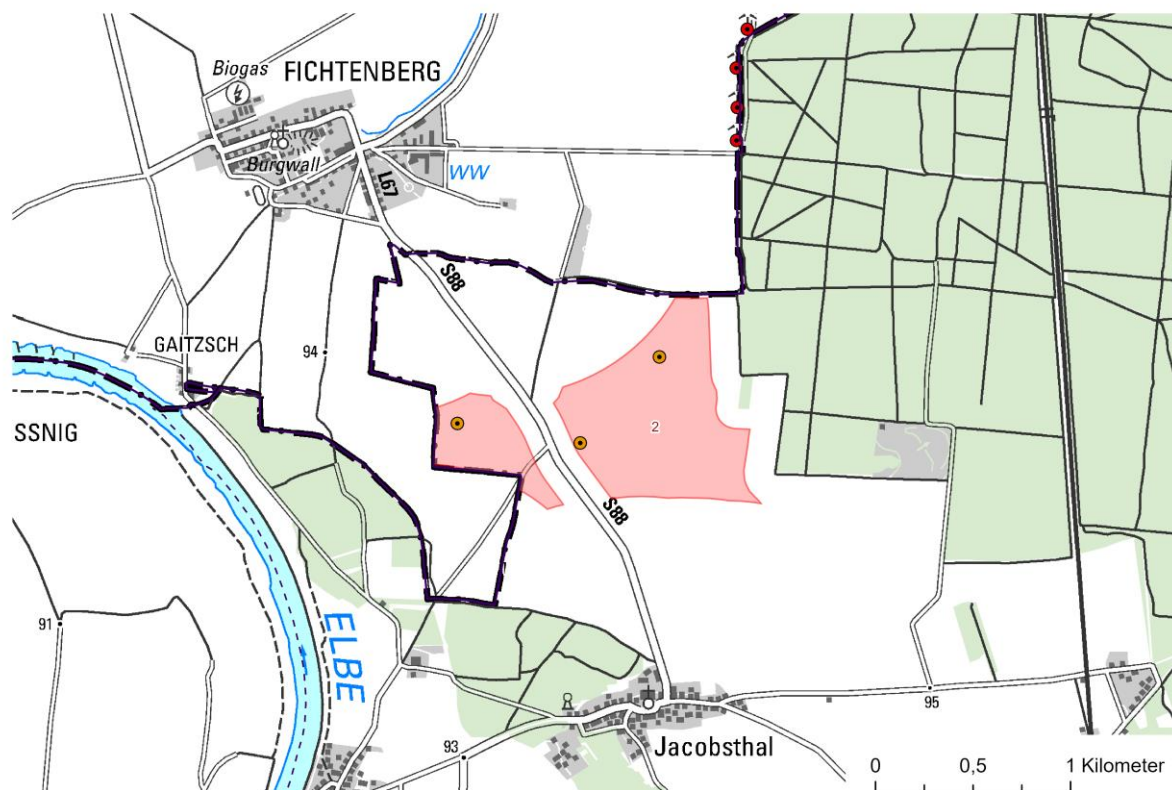 Biogas
FICHTENBERG
Burgwall
WW
L67
S88
GAITZSCH
94
SSNIG
2
S88
ELBE
91
95
93
Jacobsthal
0 0,5 1 Kilometer